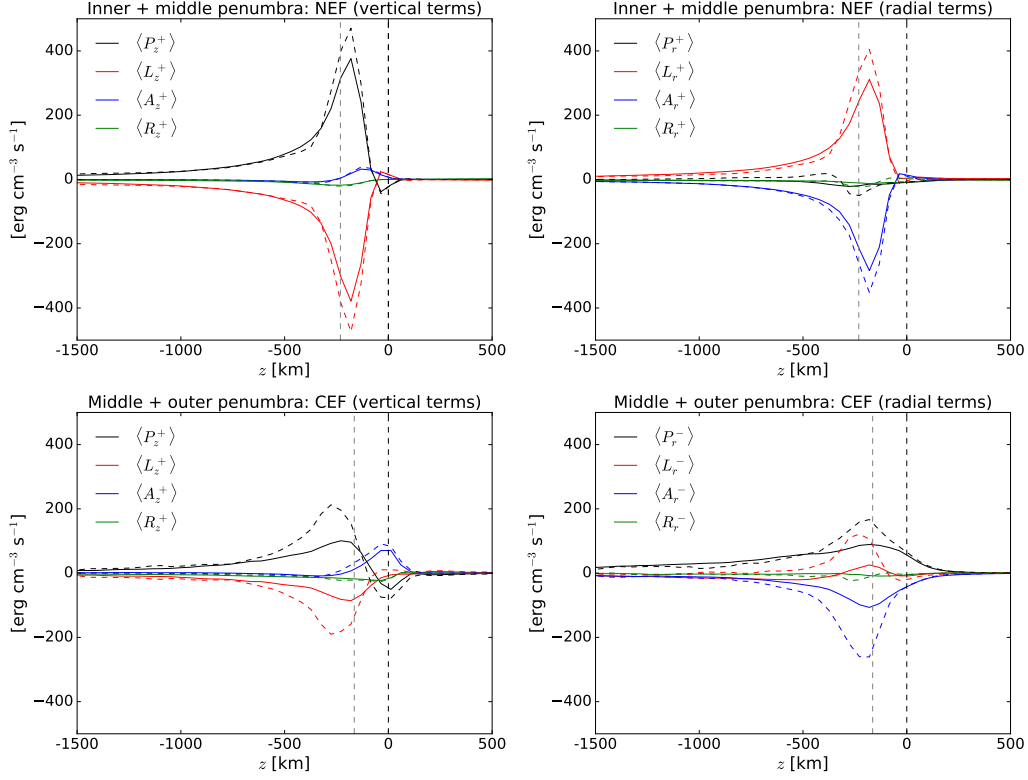 Inner + middle penumbra: NEF (vertical terms)
[erg cm⁻³ s⁻¹]
400
200
0
−200
−400
⟨P_z^+⟩
⟨L_z^+⟩
⟨A_z^+⟩
⟨R_z^+⟩
-1500 -1000 -500 0 500
z [km]
Inner + middle penumbra: NEF (radial terms)
[erg cm⁻³ s⁻¹]
400
200
0
−200
−400
⟨P_r^+⟩
⟨L_r^+⟩
⟨A_r^+⟩
⟨R_r^+⟩
-1500 -1000 -500 0 500
z [km]
Middle + outer penumbra: CEF (vertical terms)
[erg cm⁻³ s⁻¹]
400
200
0
−200
−400
⟨P_z^+⟩
⟨L_z^+⟩
⟨A_z^+⟩
⟨R_z^+⟩
-1500 -1000 -500 0 500
z [km]
Middle + outer penumbra: CEF (radial terms)
[erg cm⁻³ s⁻¹]
400
200
0
−200
−400
⟨P_r^-⟩
⟨L_r^-⟩
⟨A_r^-⟩
⟨R_r^-⟩
-1500 -1000 -500 0 500
z [km]